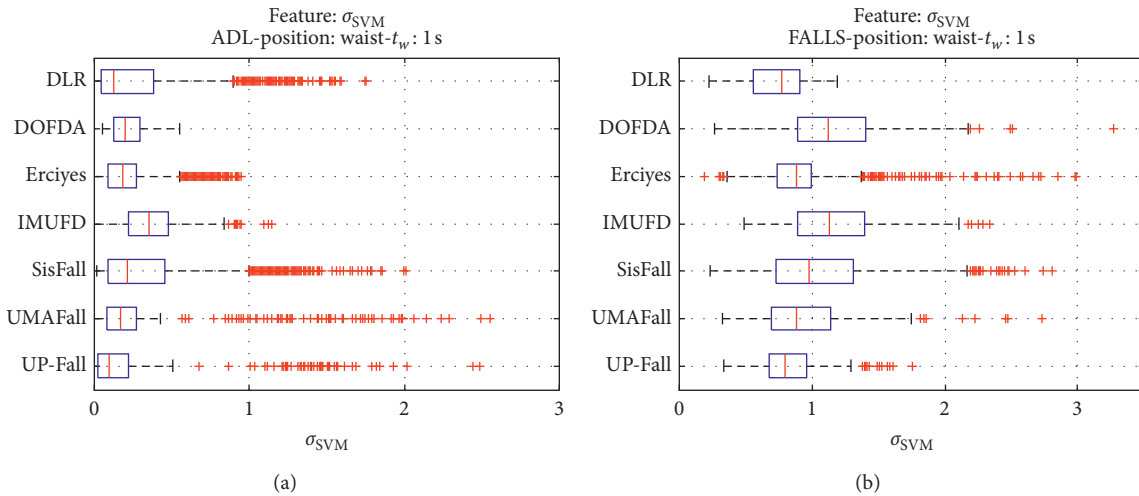 Feature: σSVM
ADL-position: waist-tw: 1 s
DLR
DOFDA
Erciyes
IMUFD
SisFall
UMAFall
UP-Fall
0 1 2 3
σSVM
(a)
Feature: σSVM
FALLS-position: waist-tw: 1 s
DLR
DOFDA
Erciyes
IMUFD
SisFall
UMAFall
UP-Fall
0 1 2 3
σSVM
(b)